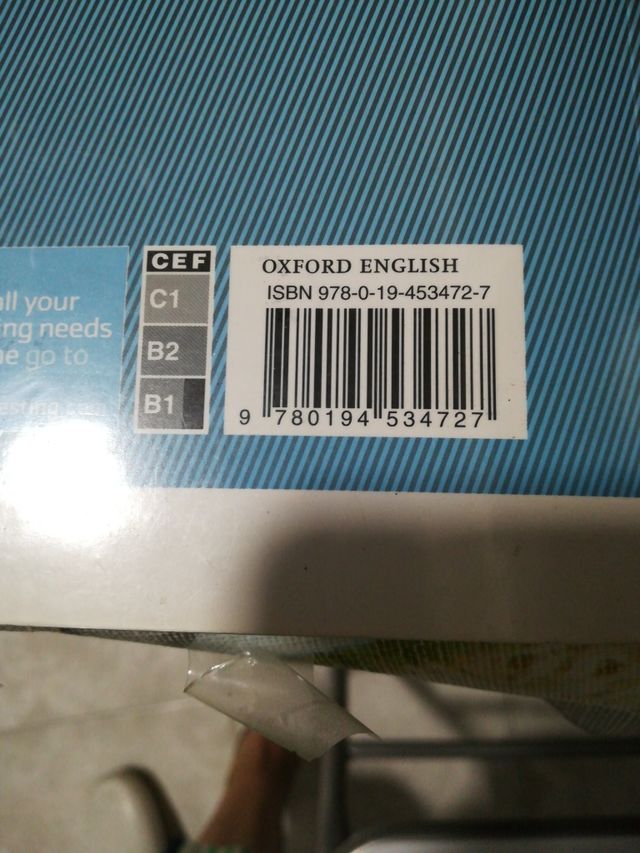 all your
ing needs
go to
CEF
C1
B2
B1
OXFORD ENGLISH
ISBN 978-0-19-453472-7
9 780194 534727